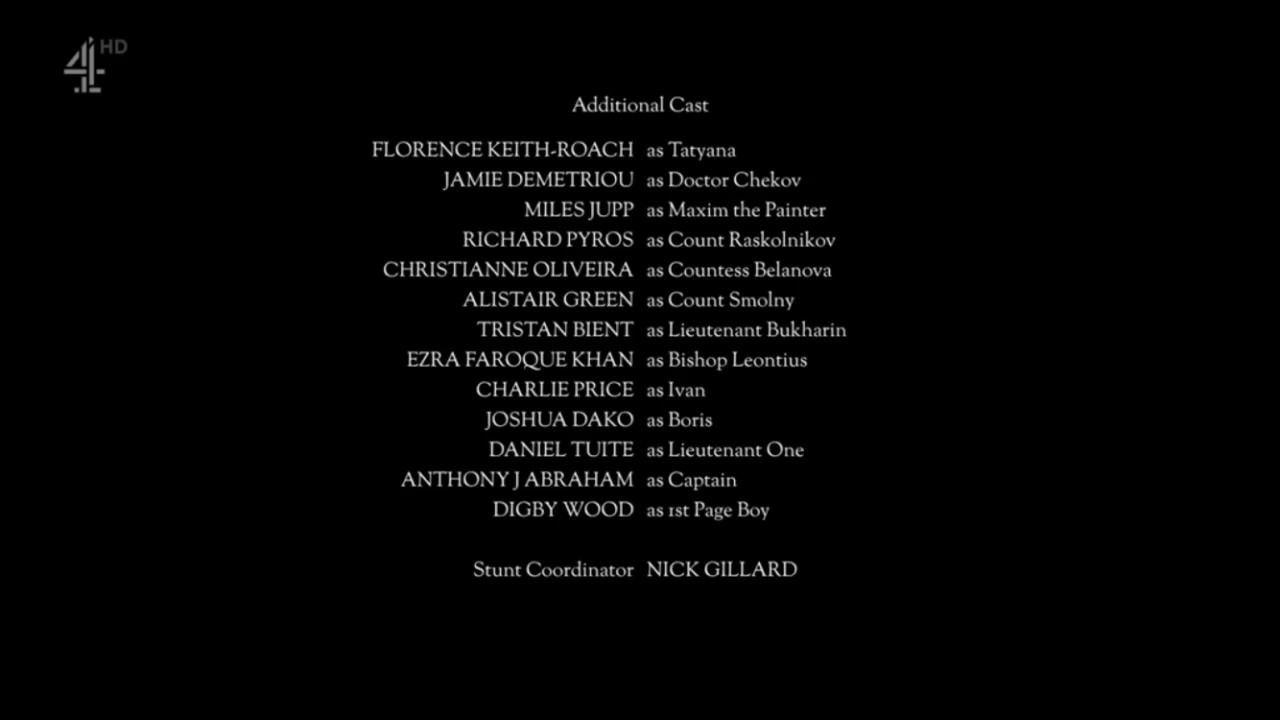 4 HD
Additional Cast
FLORENCE KEITH-ROACH as Tatyana
JAMIE DEMETRIOU as Doctor Chekov
MILES JUPP as Maxim the Painter
RICHARD PYROS as Count Raskolnikov
CHRISTIANNE OLIVEIRA as Countess Belanova
ALISTAIR GREEN as Count Smolny
TRISTAN BIENT as Lieutenant Bukharin
EZRA FAROQUE KHAN as Bishop Leontius
CHARLIE PRICE as Ivan
JOSHUA DAKO as Boris
DANIEL TUITE as Lieutenant One
ANTHONY J ABRAHAM as Captain
DIGBY WOOD as 1st Page Boy
Stunt Coordinator NICK GILLARD